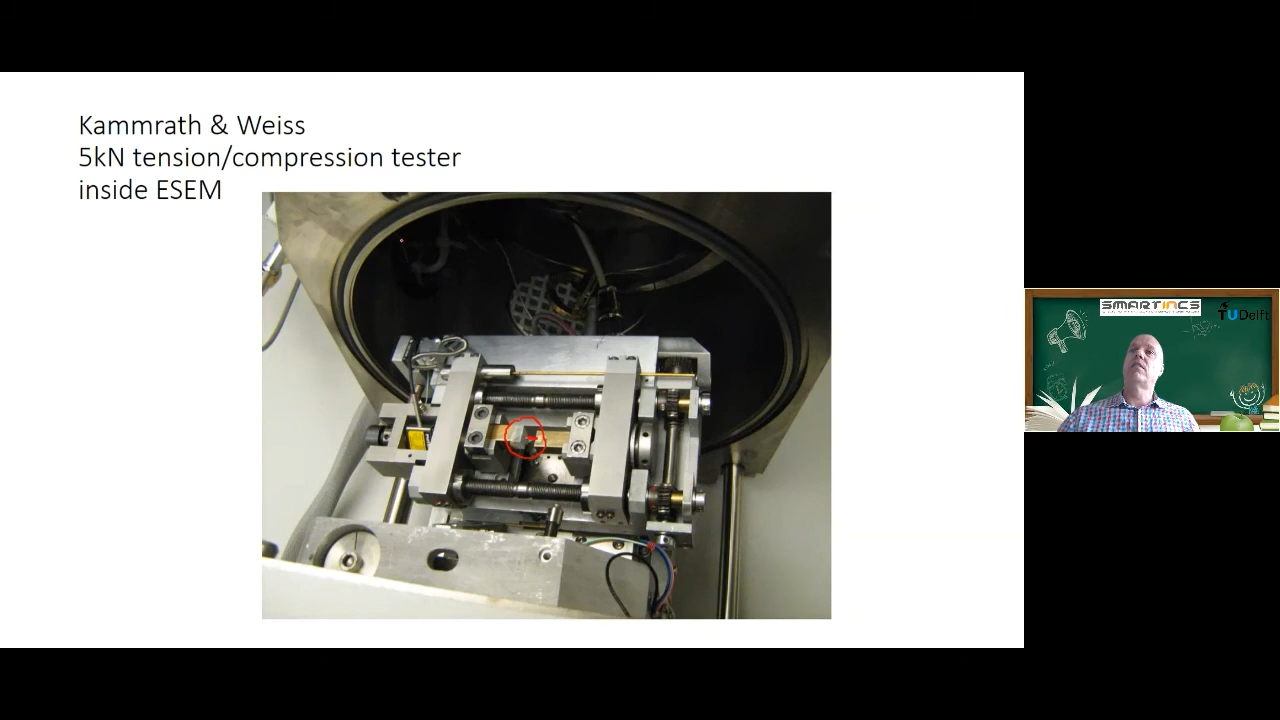 Kammrath & Weiss
5kN tension/compression tester
inside ESEM
SMARTINCS
TUDelft